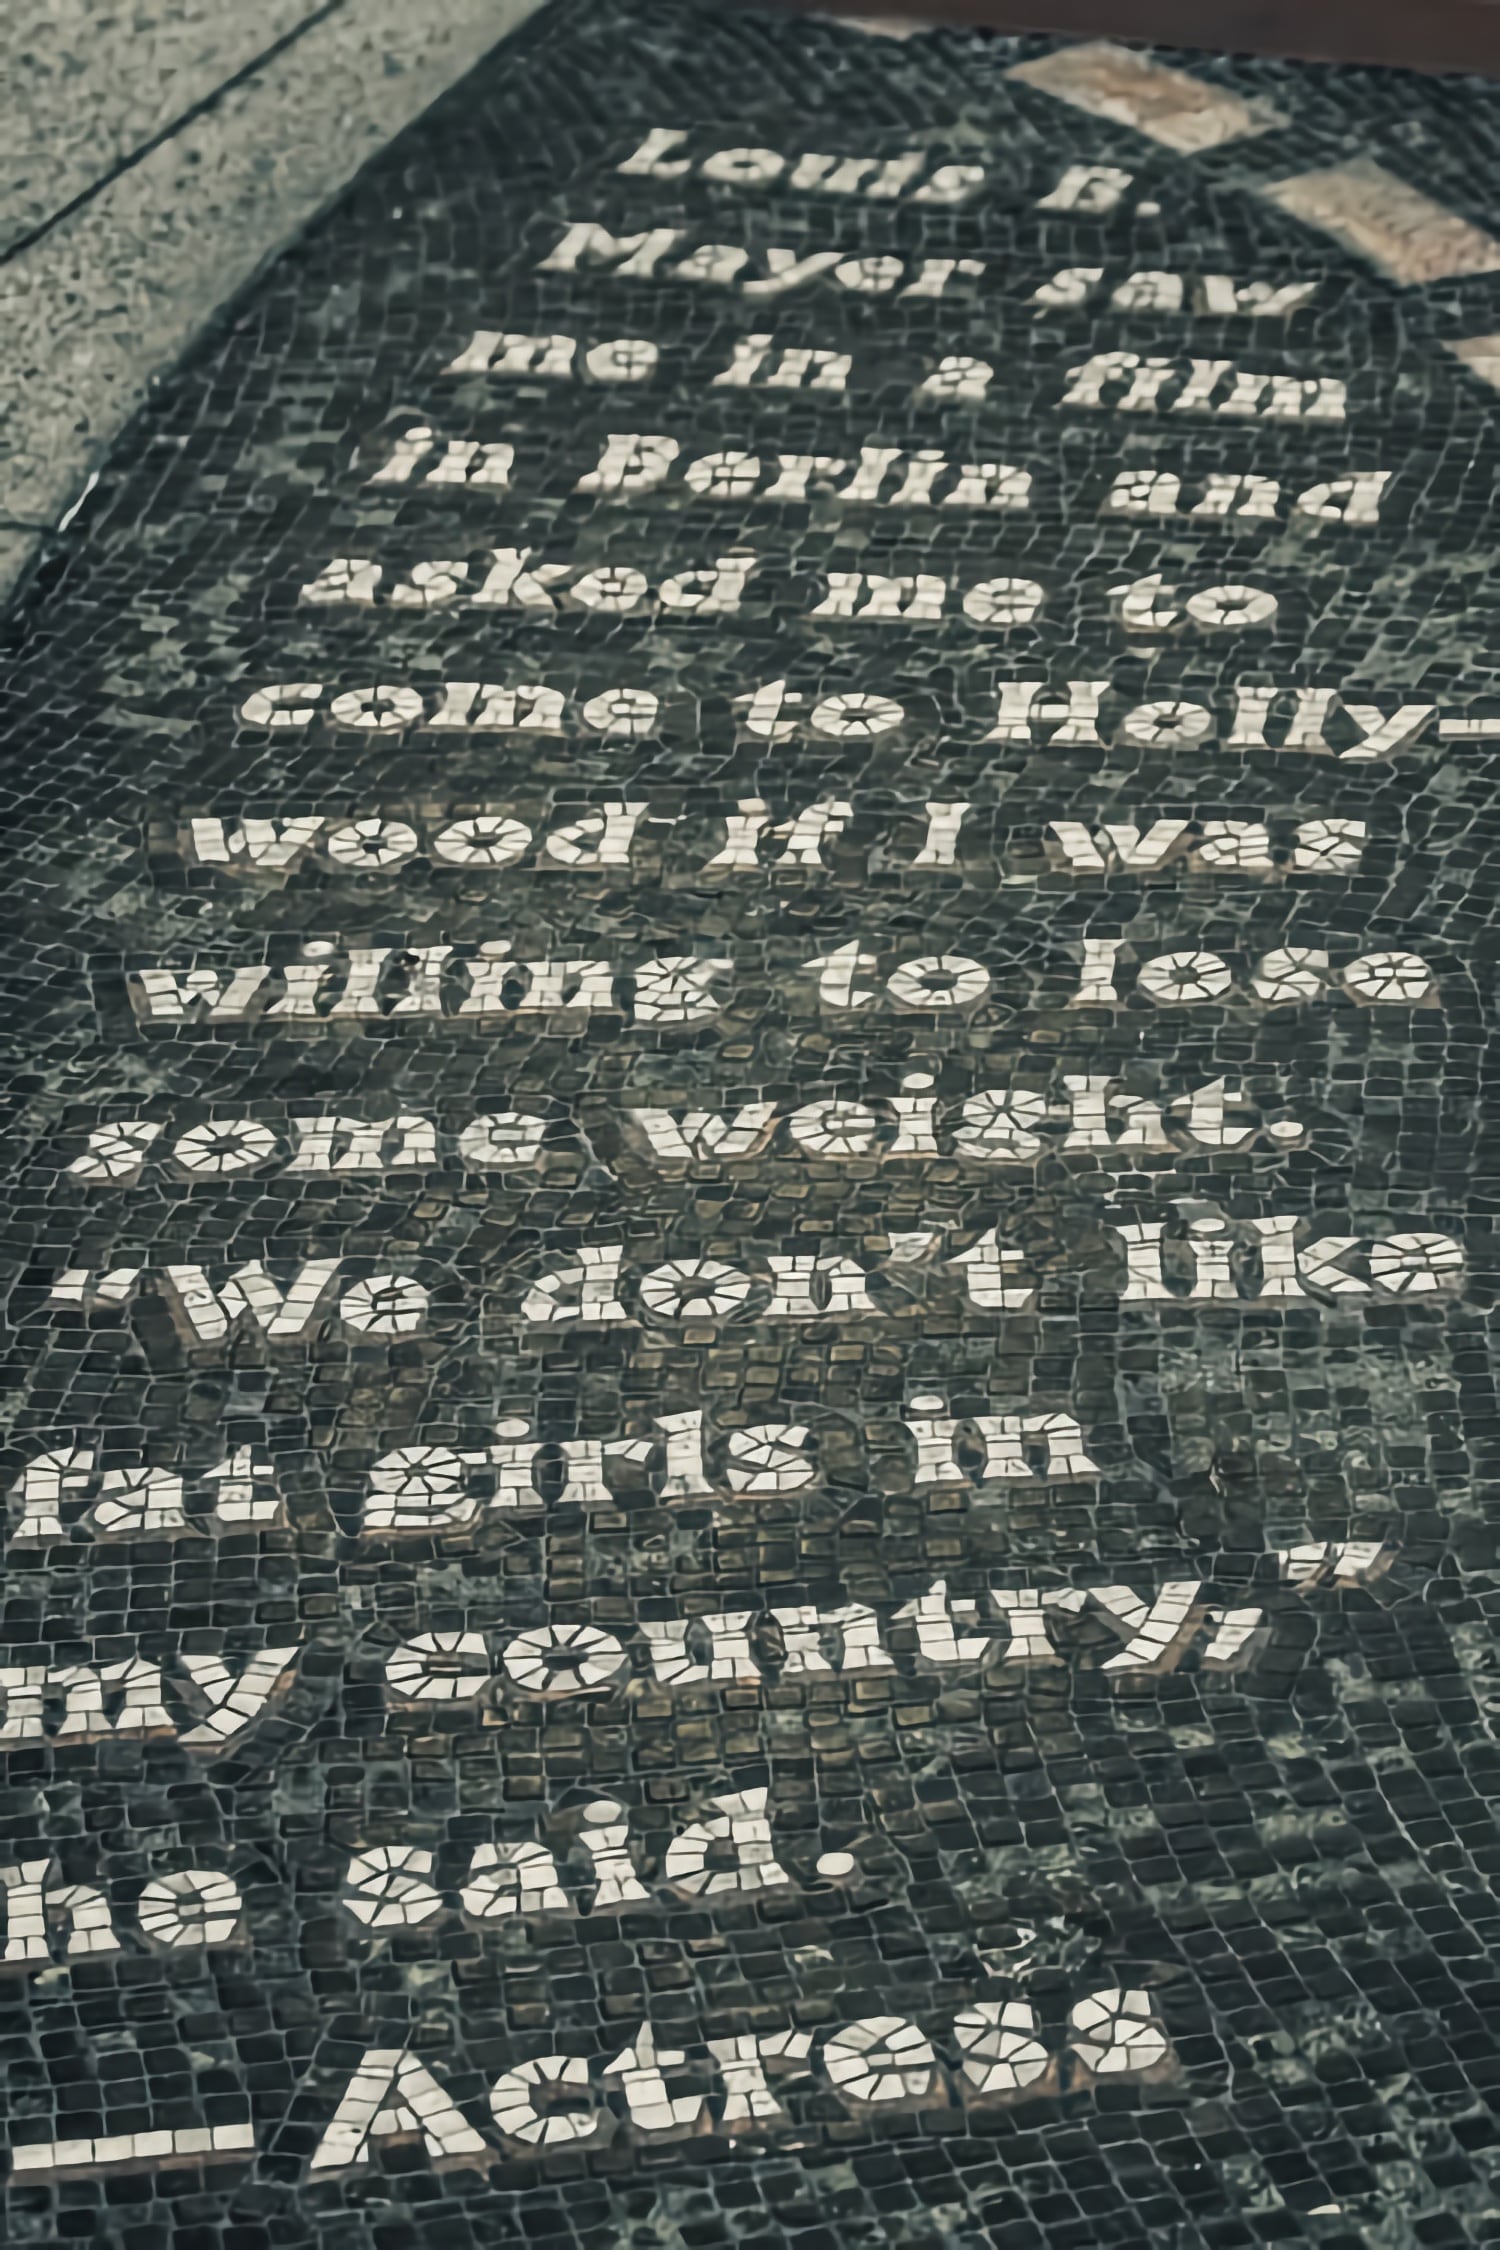 Louis B.
Mayer saw
me in a film
in Berlin and
asked me to
come to Holly-
wood if I was
willing to lose
some weight.
"We don't like
fat girls in
my country,"
he said.
—Actress